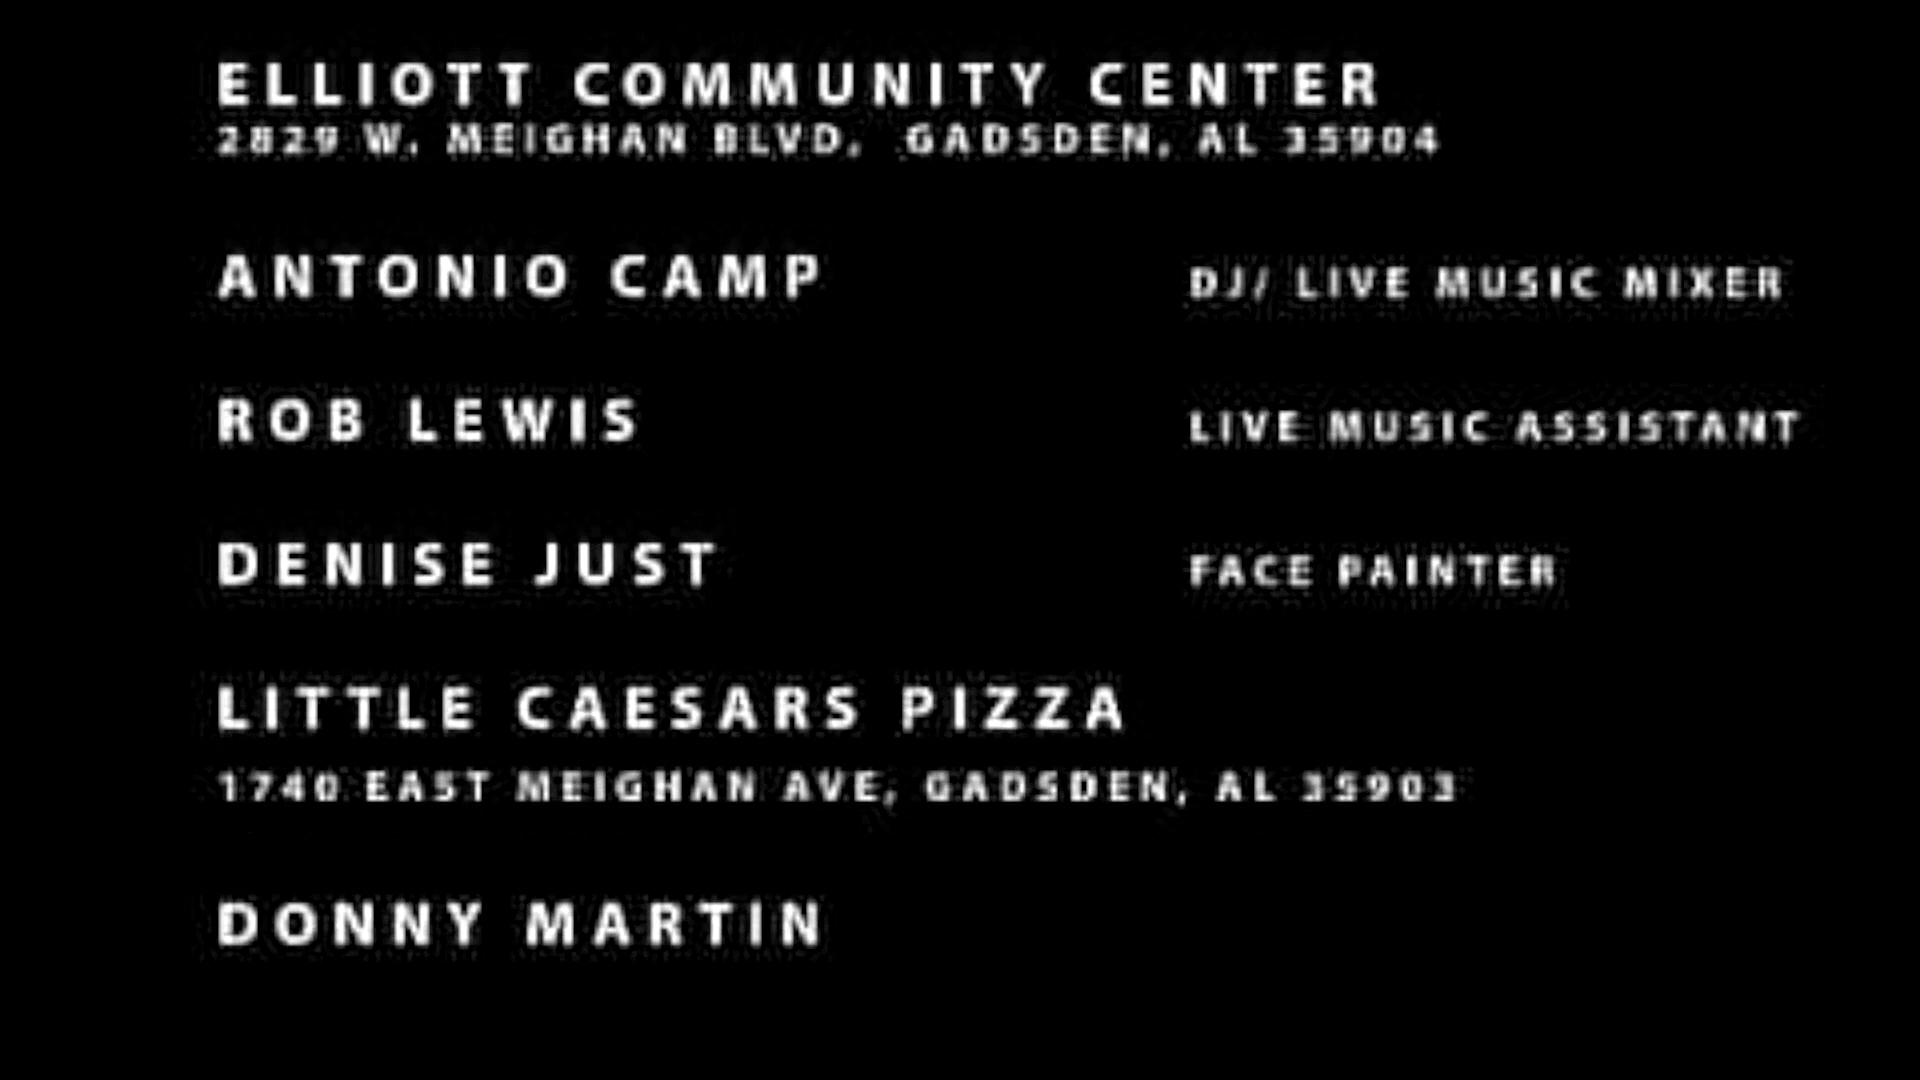 ELLIOTT COMMUNITY CENTER
2829 W. MEIGHAN BLVD, GADSDEN, AL 35904
ANTONIO CAMP DJ/ LIVE MUSIC MIXER
ROB LEWIS LIVE MUSIC ASSISTANT
DENISE JUST FACE PAINTER
LITTLE CAESARS PIZZA
1740 EAST MEIGHAN AVE, GADSDEN, AL 35903
DONNY MARTIN